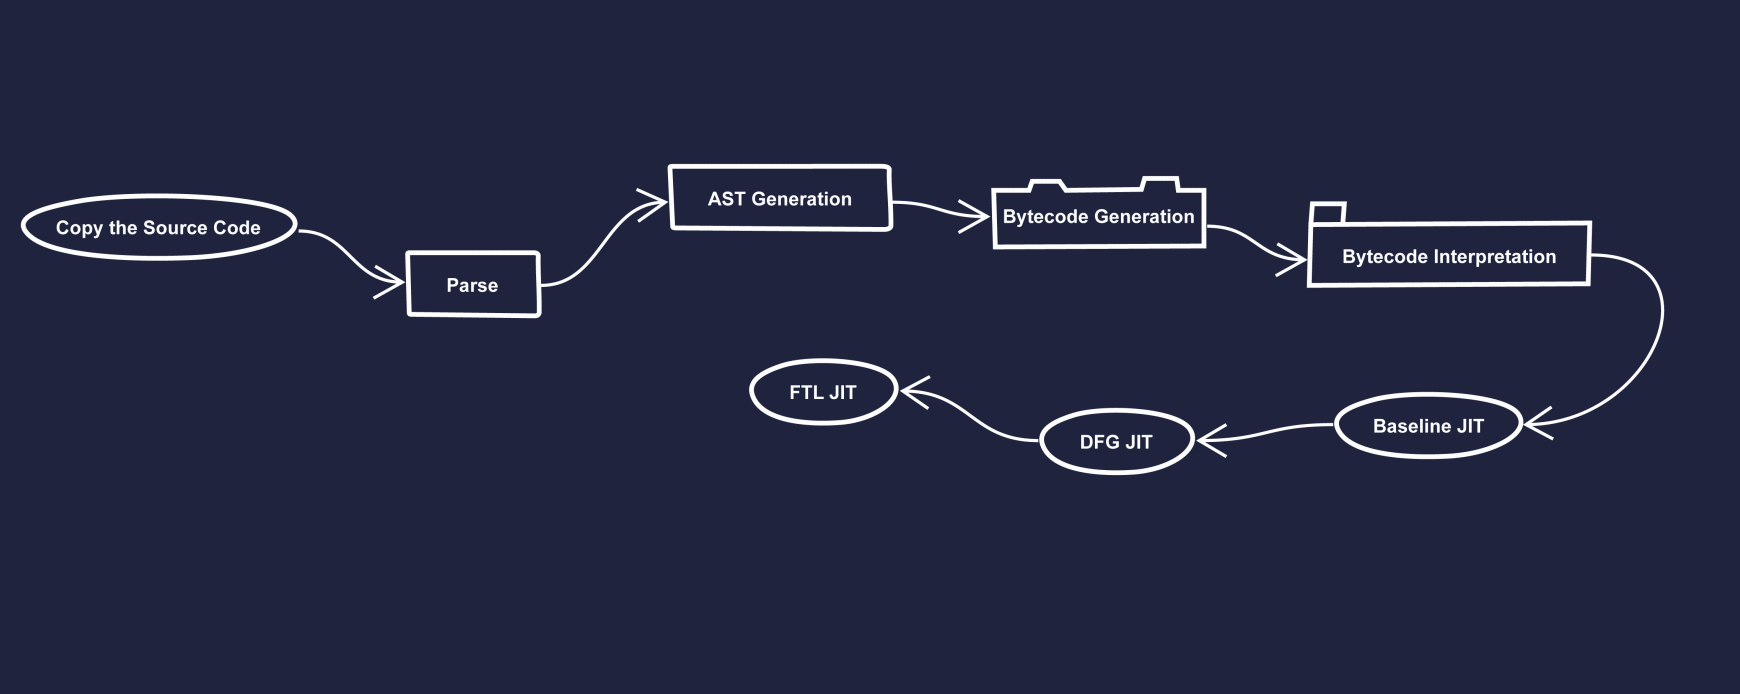 Copy the Source Code
Parse
AST Generation
Bytecode Generation
Bytecode Interpretation
Baseline JIT
DFG JIT
FTL JIT